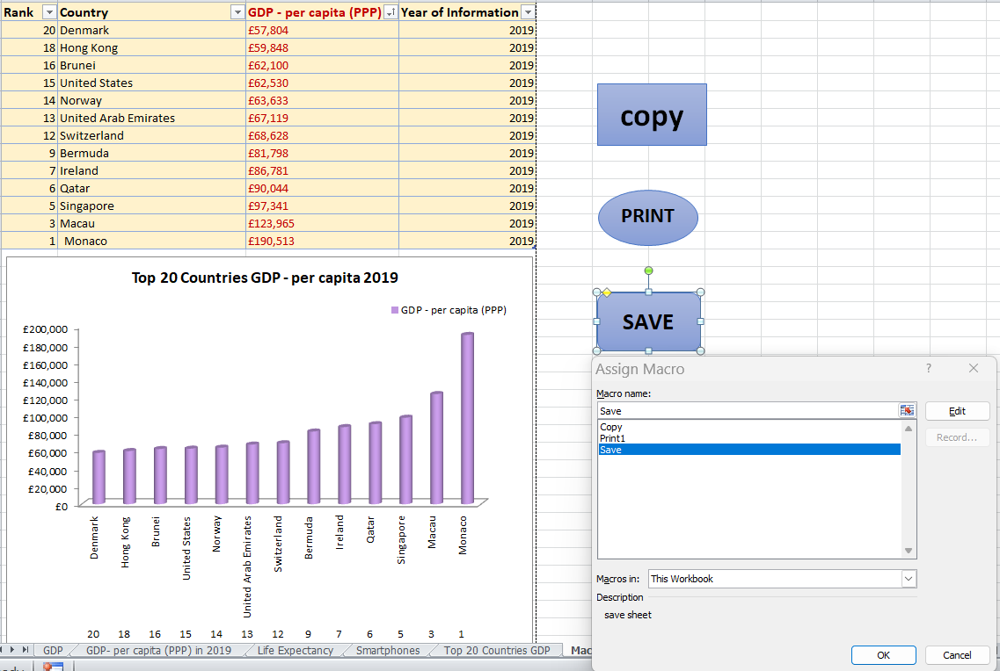 Rank Country GDP - per capita (PPP) Year of Information
20 Denmark £57,804 2019
18 Hong Kong £59,848 2019
16 Brunei £62,100 2019
15 United States £62,530 2019
14 Norway £63,633 2019
13 United Arab Emirates £67,119 2019
12 Switzerland £68,628 2019
9 Bermuda £81,798 2019
7 Ireland £86,781 2019
6 Qatar £90,044 2019
5 Singapore £97,341 2019
3 Macau £123,965 2019
1 Monaco £190,513 2019
copy
PRINT
SAVE
Top 20 Countries GDP - per capita 2019
GDP - per capita (PPP)
£200,000
£180,000
£160,000
£140,000
£120,000
£100,000
£80,000
£60,000
£40,000
£20,000
£0
Denmark
Hong Kong
Brunei
United States
Norway
United Arab Emirates
Switzerland
Bermuda
Ireland
Qatar
Singapore
Macau
Monaco
20 18 16 15 14 13 12 9 7 6 5 3 1
Assign Macro ?
Macro name:
Save
Edit
Copy
Print1
Save
Record...
Macros in: This Workbook
Description
save sheet
OK Cancel
GDP GDP- per capita (PPP) in 2019 Life Expectancy Smartphones Top 20 Countries GDP Mac